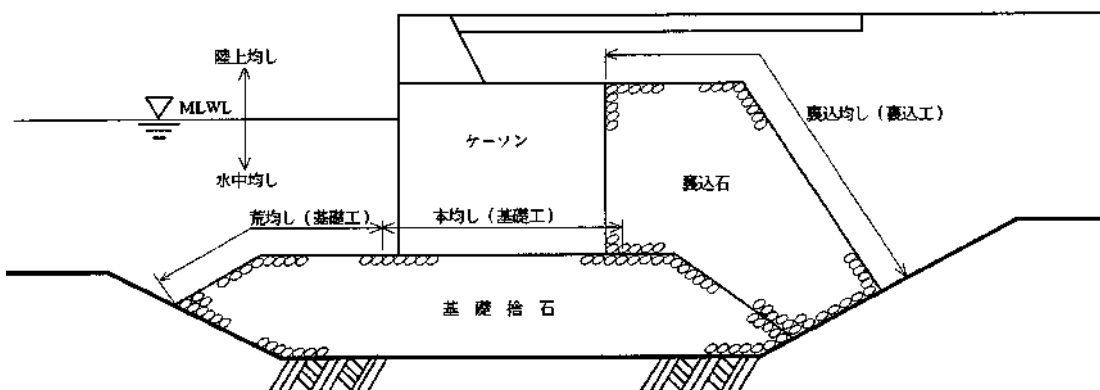 陸上均し
MLWL
裏込均し(裏込工)
ケーソン
水中均し
裏込石
荒均し(基礎工)
本均し(基礎工)
基礎捨石